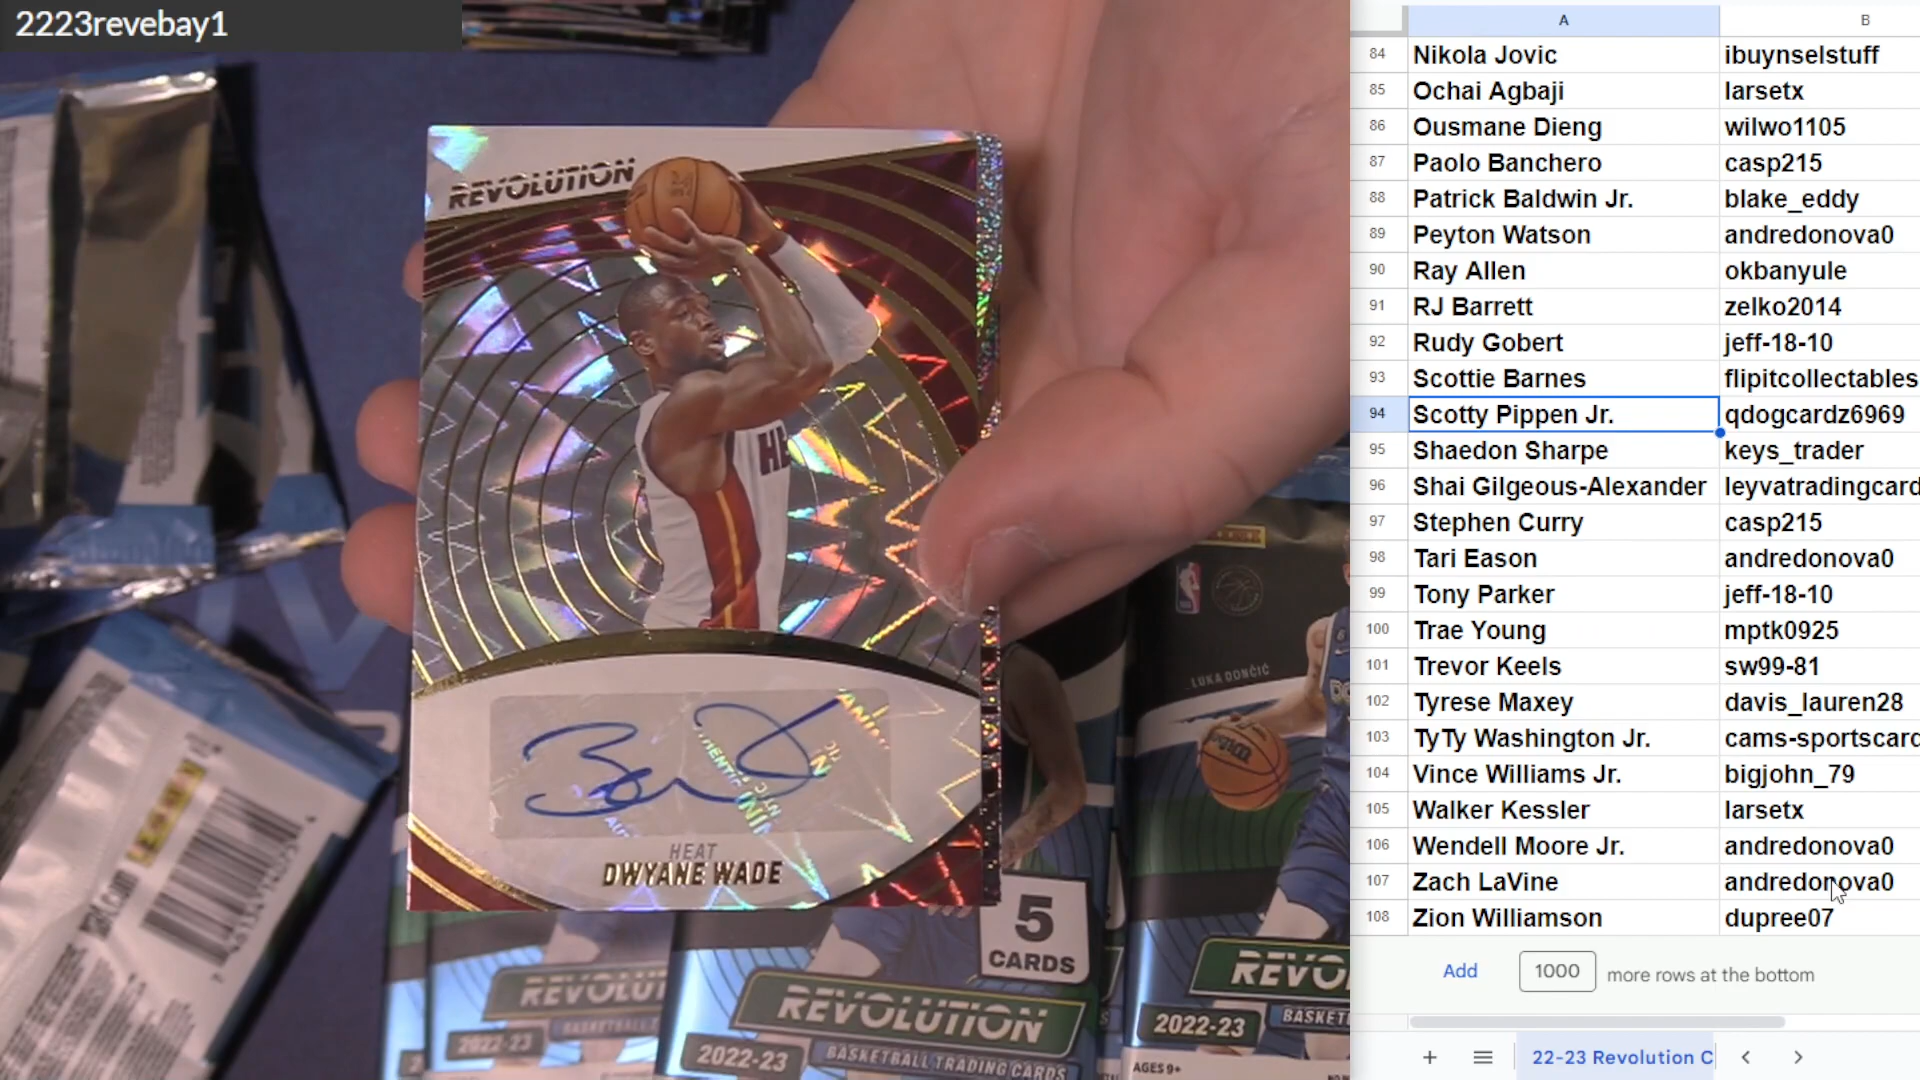 2223revebay1
REVOLUTION
HEAT
DWYANE WADE
5
CARDS
LUKA DONČIĆ
REVOLUTION
2022-23
BASKETBALL TRADING CARDS
2022-23
AGES 9+
A B
84 Nikola Jovic ibuynselstuff
85 Ochai Agbaji larsetx
86 Ousmane Dieng wilwo1105
87 Paolo Banchero casp215
88 Patrick Baldwin Jr. blake_eddy
89 Peyton Watson andredonova0
90 Ray Allen okbanyule
91 RJ Barrett zelko2014
92 Rudy Gobert jeff-18-10
93 Scottie Barnes flipitcollectables
94 Scotty Pippen Jr. qdogcardz6969
95 Shaedon Sharpe keys_trader
96 Shai Gilgeous-Alexander leyvatradingcard
97 Stephen Curry casp215
98 Tari Eason andredonova0
99 Tony Parker jeff-18-10
100 Trae Young mptk0925
101 Trevor Keels sw99-81
102 Tyrese Maxey davis_lauren28
103 TyTy Washington Jr. cams-sportscard
104 Vince Williams Jr. bigjohn_79
105 Walker Kessler larsetx
106 Wendell Moore Jr. andredonova0
107 Zach LaVine andredonova0
108 Zion Williamson dupree07
Add 1000 more rows at the bottom
22-23 Revolution C